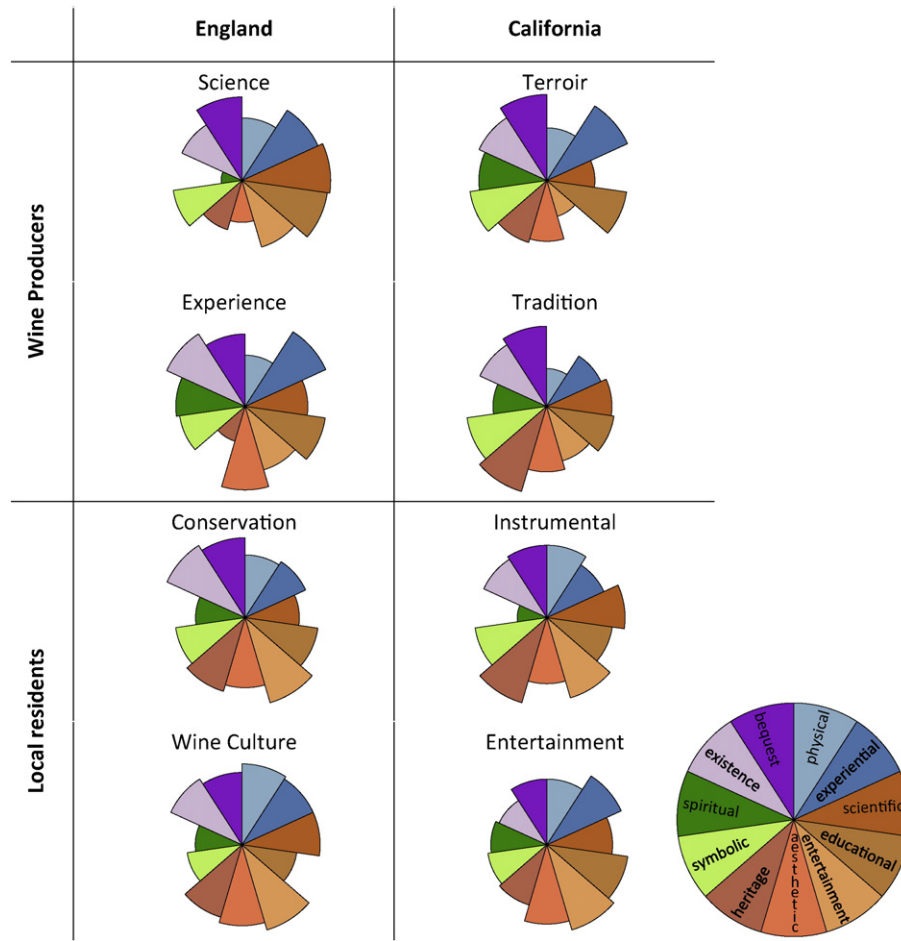 England
California
Wine Producers
Science
Terroir
Experience
Tradition
Local residents
Conservation
Instrumental
Wine Culture
Entertainment
physical
experiential
scientific
educational
entertainment
aesthetic
heritage
symbolic
spiritual
existence
bequest